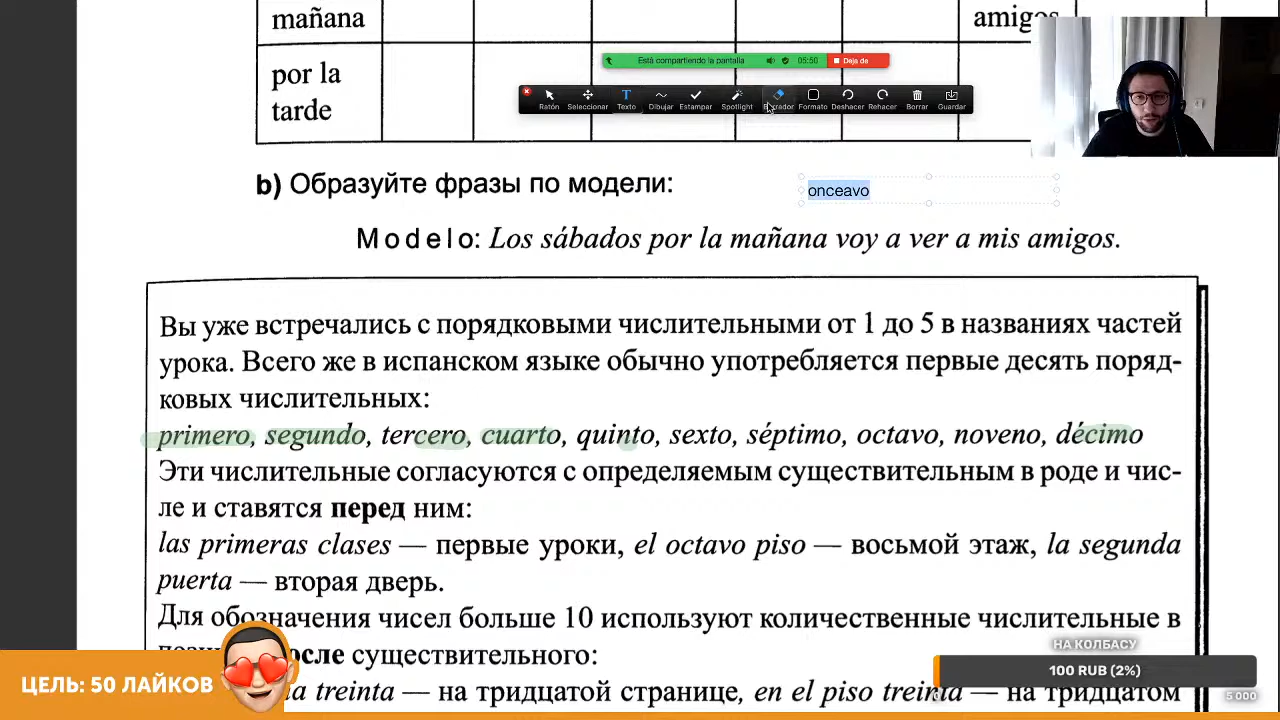 mañana
amigos
por la
tarde
Está compartiendo la pantalla
05:50
Deja de
Ratón
Seleccionar
Texto
Dibujar
Estampar
Spotlight
Borrador
Formato
Deshacer
Rehacer
Borrar
Guardar
b) Образуйте фразы по модели:
onceavo
Modelo: Los sábados por la mañana voy a ver a mis amigos.
Вы уже встречались с порядковыми числительными от 1 до 5 в названиях частей
урока. Всего же в испанском языке обычно употребляется первые десять поряд-
ковых числительных:
primero, segundo, tercero, cuarto, quinto, sexto, séptimo, octavo, noveno, décimo
Эти числительные согласуются с определяемым существительным в роде и чис-
ле и ставятся перед ним:
las primeras clases — первые уроки, el octavo piso — восьмой этаж, la segunda
puerta — вторая дверь.
Для обозначения чисел больше 10 используют количественные числительные в
после существительного:
treinta — на тридцатой странице, en el piso treinta — на тридцатом
ЦЕЛЬ: 50 ЛАЙКОВ
НА КОЛБАСУ
100 RUB (2%)
5 000